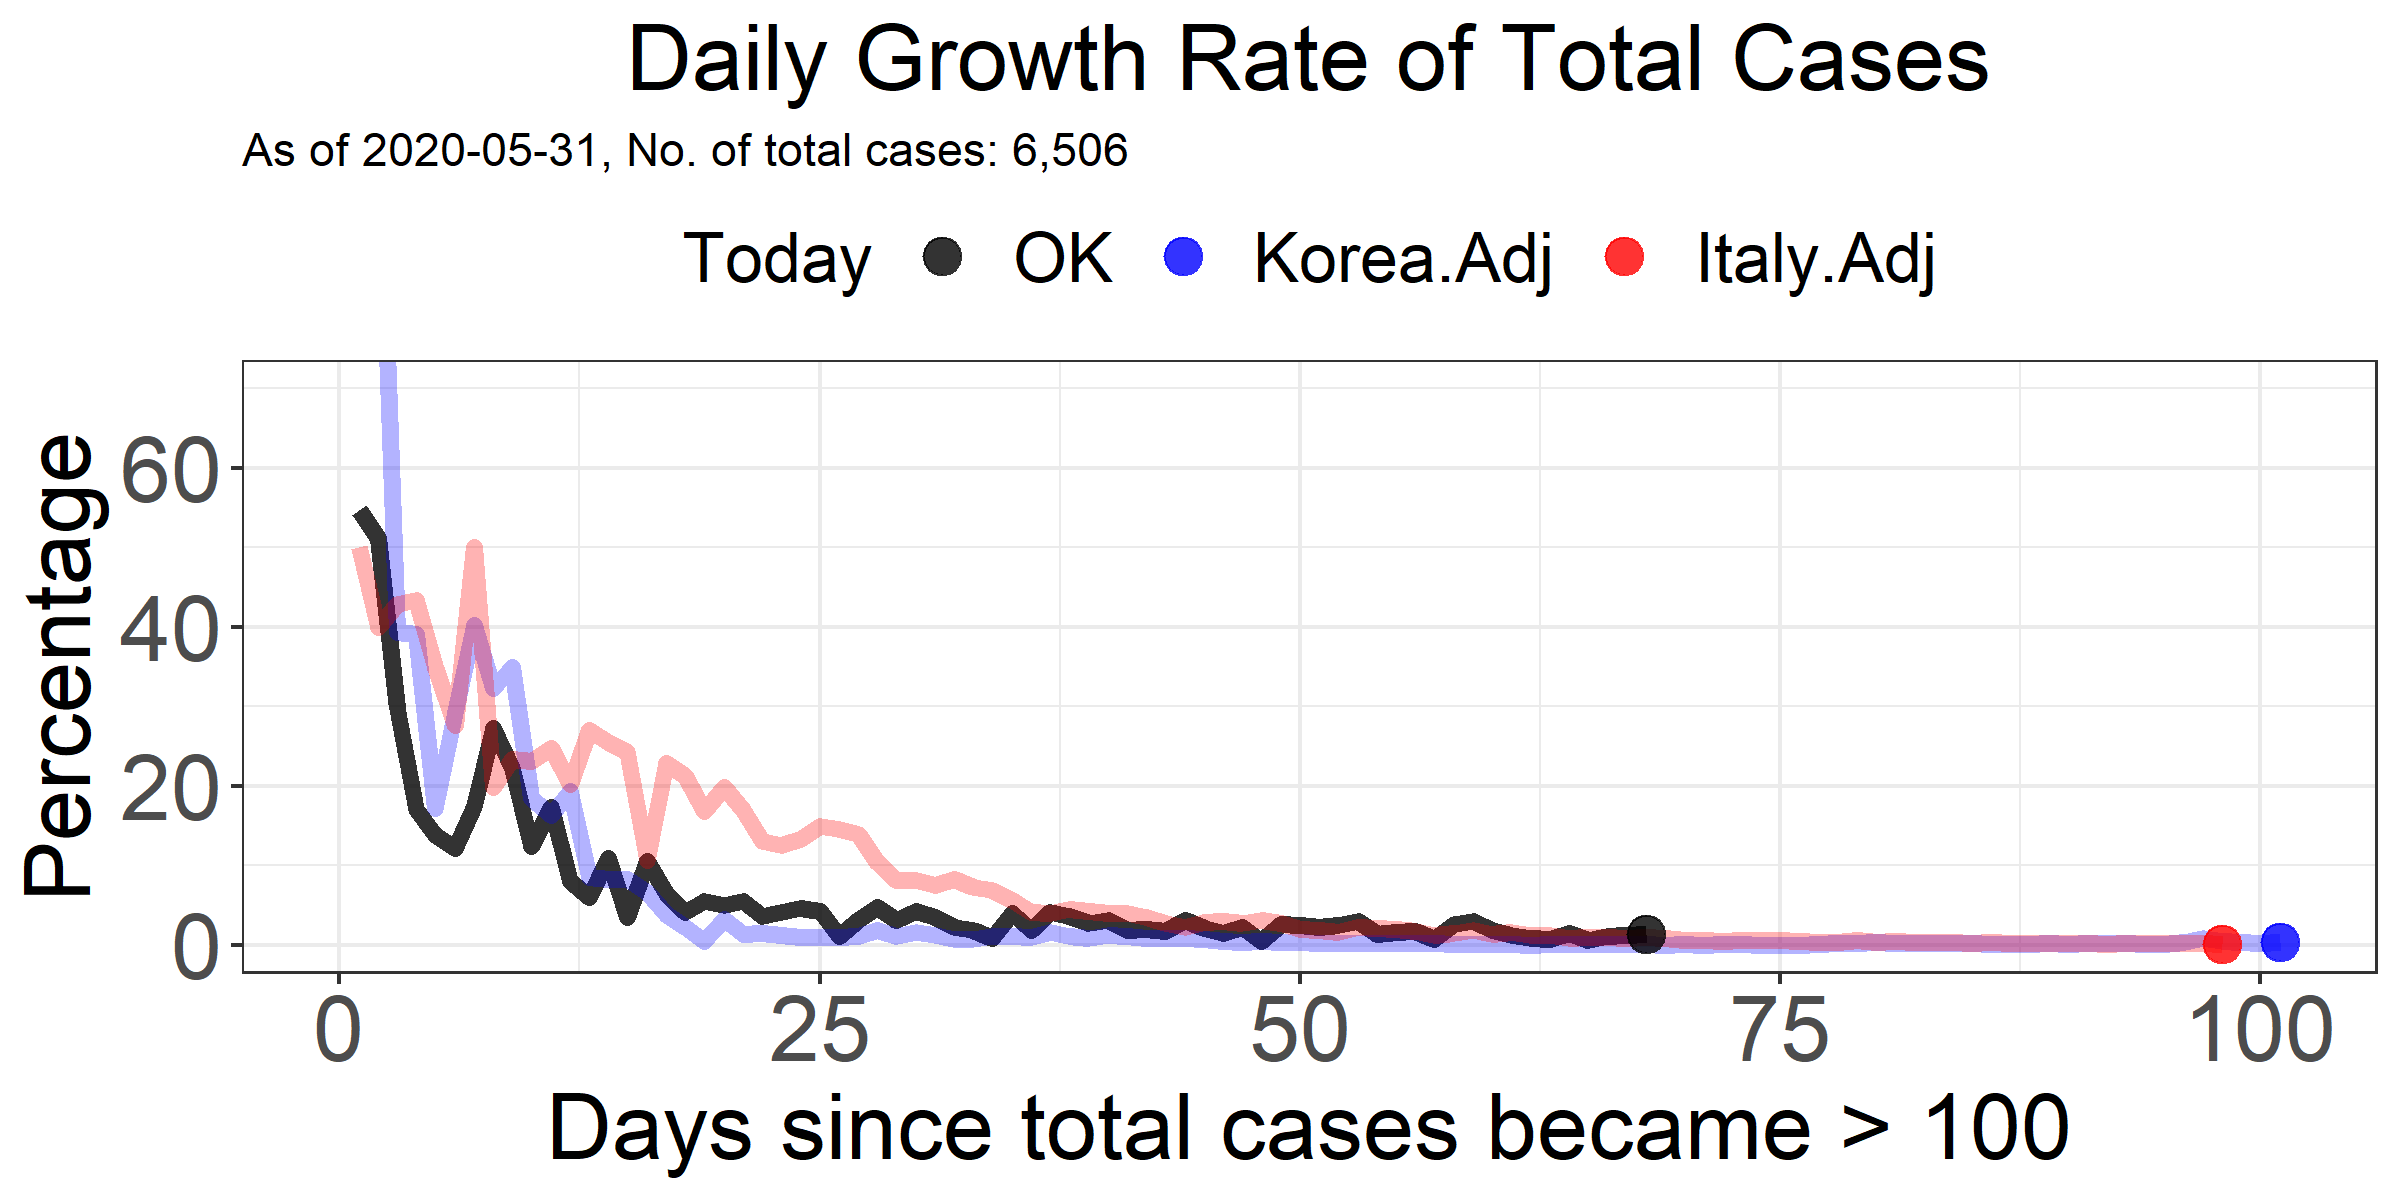 Daily Growth Rate of Total Cases
As of 2020-05-31, No. of total cases: 6,506
Today OK Korea.Adj Italy.Adj
Percentage
60
40
20
0
0 25 50 75 100
Days since total cases became > 100